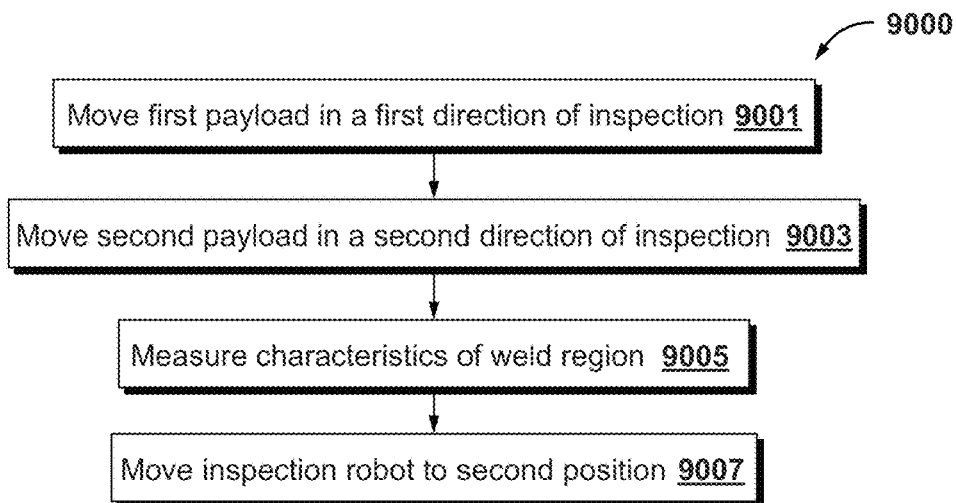 9000
Move first payload in a first direction of inspection 9001
Move second payload in a second direction of inspection 9003
Measure characteristics of weld region 9005
Move inspection robot to second position 9007